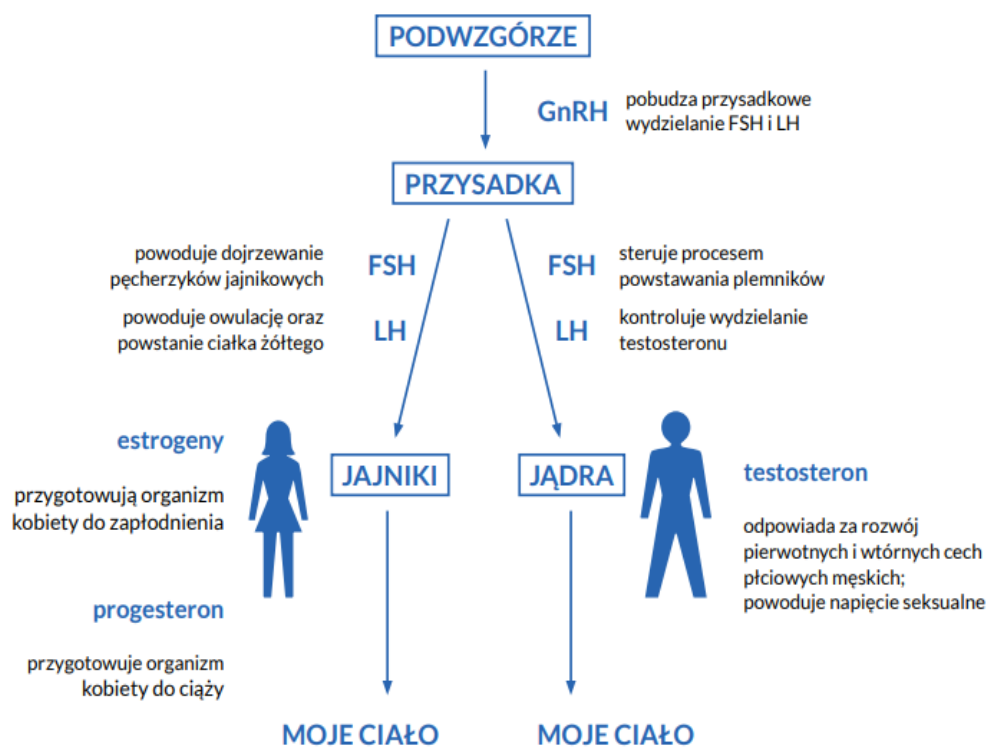 PODWZGÓRZE
GnRH
pobudza przysadkowe
wydzielanie FSH i LH
PRZYSADKA
powoduje dojrzewanie
pęcherzyków jajnikowych
FSH
powoduje owulację oraz
powstanie ciałka żółtego
LH
FSH
steruje procesem
powstawania plemników
LH
kontroluje wydzielanie
testosteronu
estrogeny
przygotowują organizm
kobiety do zapłodnienia
progesteron
przygotowuje organizm
kobiety do ciąży
JAJNIKI
JĄDRA
testosteron
odpowiada za rozwój
pierwotnych i wtórnych cech
płciowych męskich;
powoduje napięcie seksualne
MOJE CIAŁO
MOJE CIAŁO